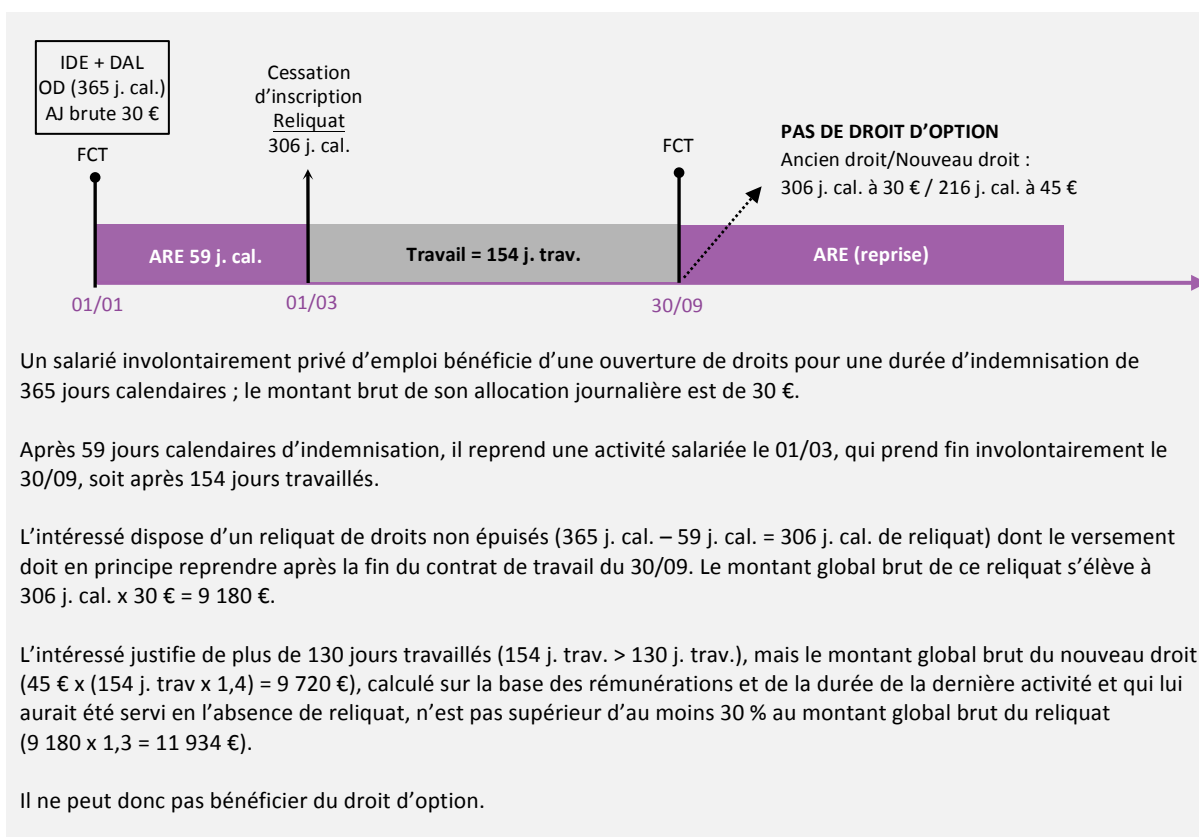 IDE + DAL
OD (365 j. cal.)
AJ brute 30 €
FCT
Cessation
d’inscription
Reliquat
306 j. cal.
FCT
PAS DE DROIT D’OPTION
Ancien droit/Nouveau droit :
306 j. cal. à 30 € / 216 j. cal. à 45 €
ARE 59 j. cal.
Travail = 154 j. trav.
ARE (reprise)
01/01
01/03
30/09
Un salarié involontairement privé d’emploi bénéficie d’une ouverture de droits pour une durée d’indemnisation de
365 jours calendaires ; le montant brut de son allocation journalière est de 30 €.
Après 59 jours calendaires d’indemnisation, il reprend une activité salariée le 01/03, qui prend fin involontairement le
30/09, soit après 154 jours travaillés.
L’intéressé dispose d’un reliquat de droits non épuisés (365 j. cal. – 59 j. cal. = 306 j. cal. de reliquat) dont le versement
doit en principe reprendre après la fin du contrat de travail du 30/09. Le montant global brut de ce reliquat s’élève à
306 j. cal. x 30 € = 9 180 €.
L’intéressé justifie de plus de 130 jours travaillés (154 j. trav. > 130 j. trav.), mais le montant global brut du nouveau droit
(45 € x (154 j. trav x 1,4) = 9 720 €), calculé sur la base des rémunérations et de la durée de la dernière activité et qui lui
aurait été servi en l’absence de reliquat, n’est pas supérieur d’au moins 30 % au montant global brut du reliquat
(9 180 x 1,3 = 11 934 €).
Il ne peut donc pas bénéficier du droit d’option.